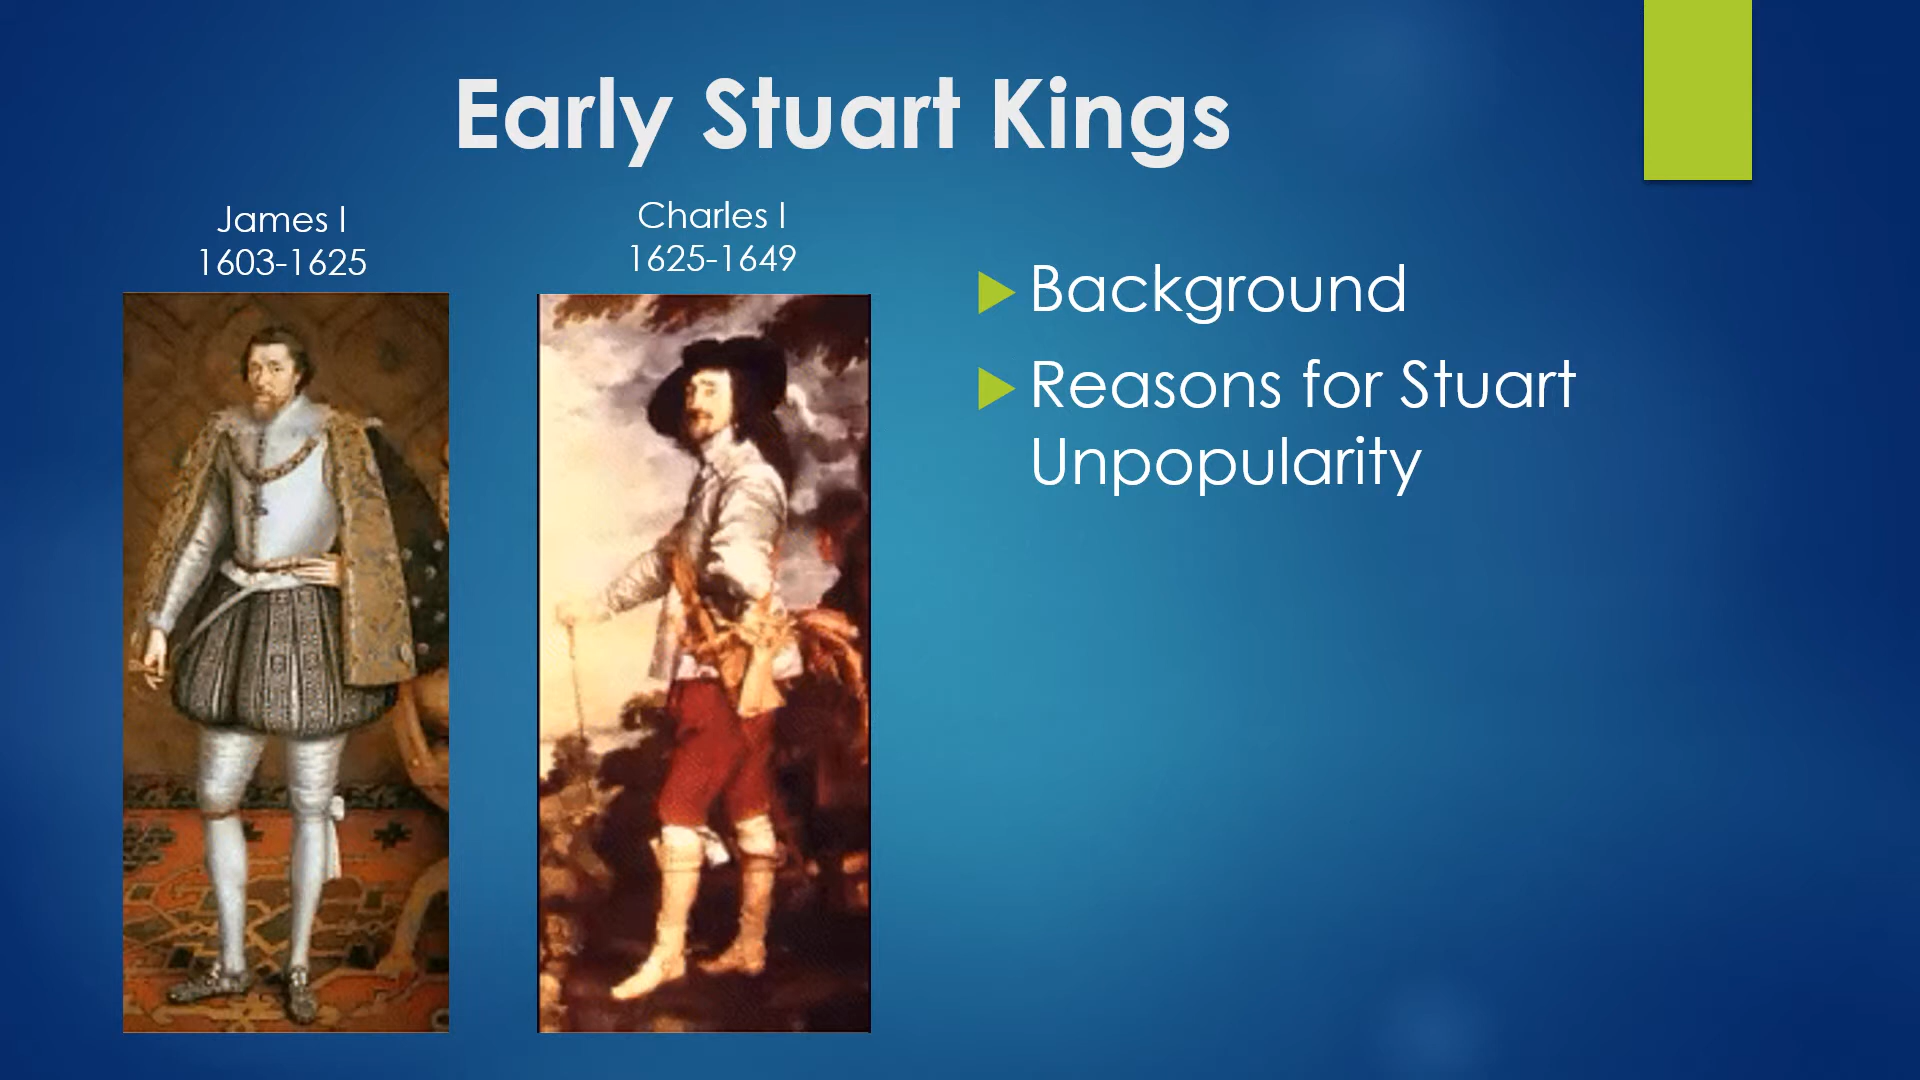 Early Stuart Kings
James I
1603-1625
Charles I
1625-1649
Background
Reasons for Stuart
Unpopularity